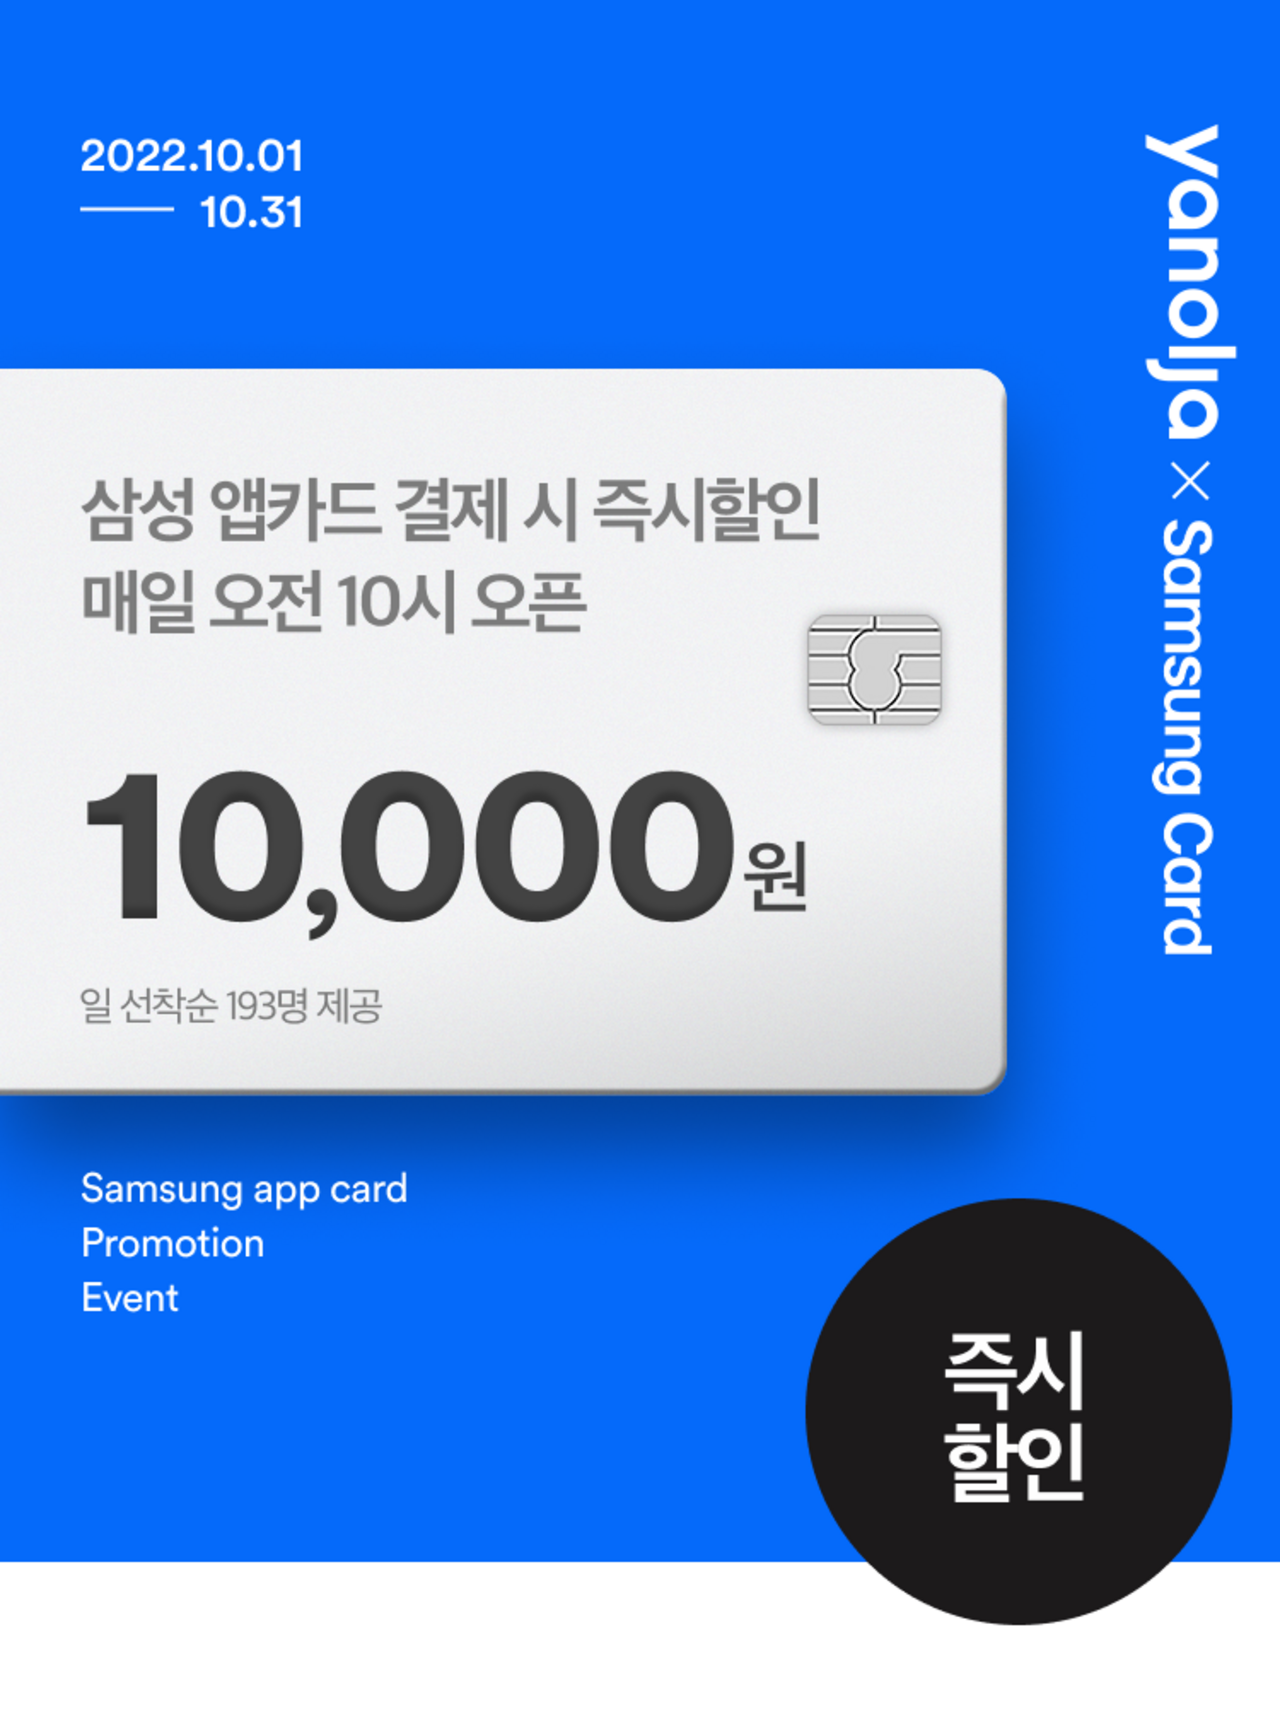 2022.10.01
10.31
yanolja × Samsung Card
삼성 앱카드 결제 시 즉시할인
매일 오전 10시 오픈
10,000원
일 선착순 193명 제공
Samsung app card
Promotion
Event
즉시
할인